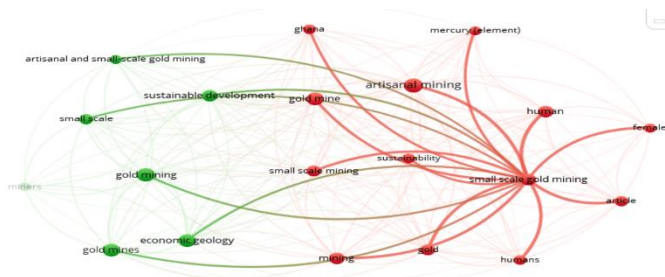 ghana
mercury (element)
artisanal and small-scale gold mining
artisanal mining
sustainable development
gold mine
human
small scale
female
sustainability
small scale mining
gold mining
small scale gold mining
miners
article
economic geology
gold mines
gold
mining
humans